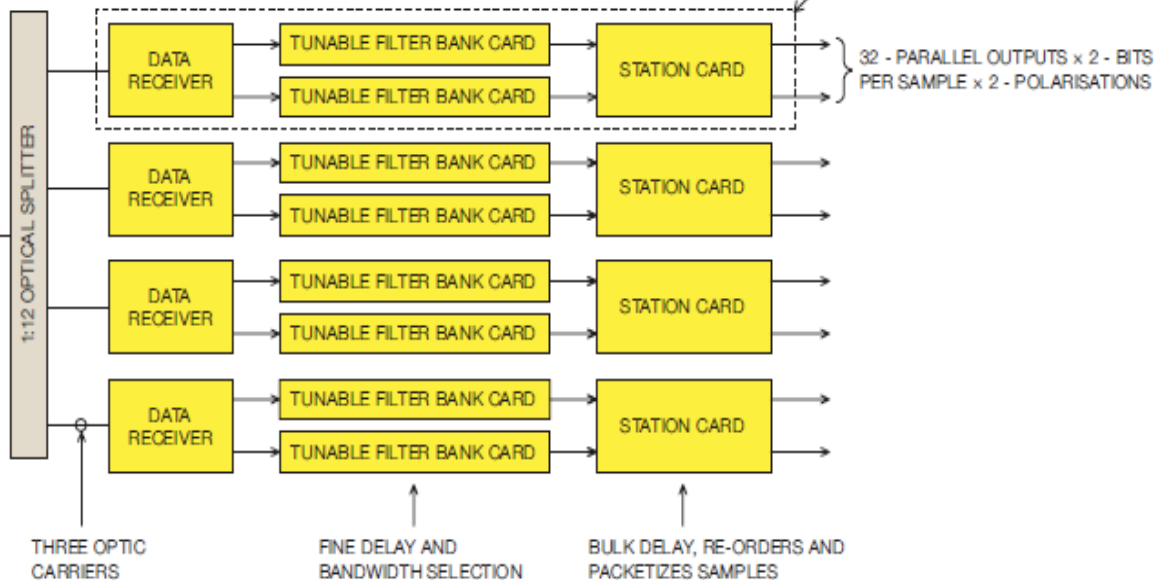 1:12 OPTICAL SPLITTER
DATA
RECEIVER
TUNABLE FILTER BANK CARD
TUNABLE FILTER BANK CARD
STATION CARD
32 - PARALLEL OUTPUTS x 2 - BITS
PER SAMPLE x 2 - POLARISATIONS
DATA
RECEIVER
TUNABLE FILTER BANK CARD
TUNABLE FILTER BANK CARD
STATION CARD
DATA
RECEIVER
TUNABLE FILTER BANK CARD
TUNABLE FILTER BANK CARD
STATION CARD
DATA
RECEIVER
TUNABLE FILTER BANK CARD
TUNABLE FILTER BANK CARD
STATION CARD
THREE OPTIC
CARRIERS
FINE DELAY AND
BANDWIDTH SELECTION
BULK DELAY, RE-ORDERS AND
PACKETIZES SAMPLES